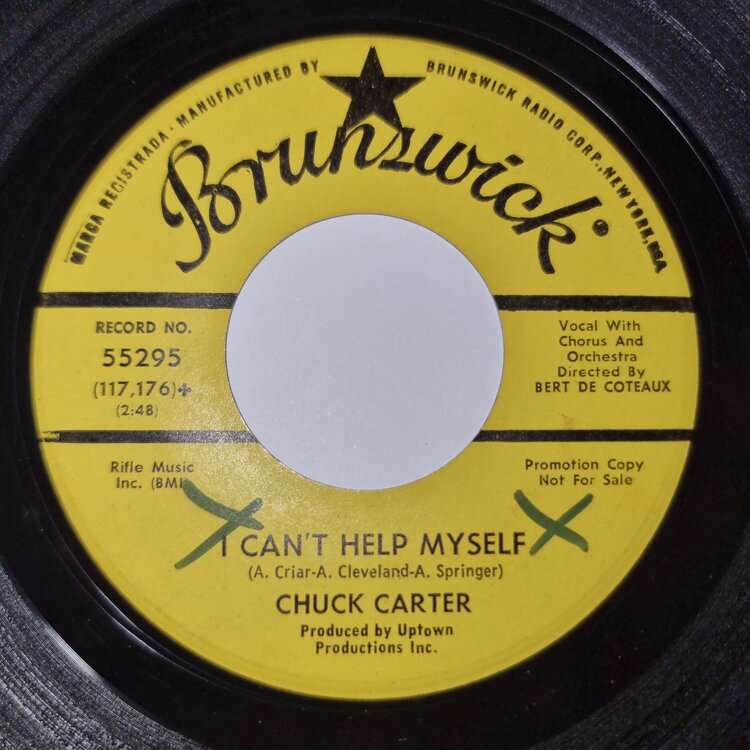 MARCA REGISTRADA · MANUFACTURED BY BRUNSWICK RADIO CORP., NEW YORK, USA
Brunswick®
RECORD NO.
55295
(117,176)✤
(2:48)
Vocal With
Chorus And
Orchestra
Directed By
BERT DE COTEAUX
Rifle Music
Inc. (BMI
Promotion Copy
Not For Sale
I CAN'T HELP MYSELF
(A. Criar-A. Cleveland-A. Springer)
CHUCK CARTER
Produced by Uptown
Productions Inc.